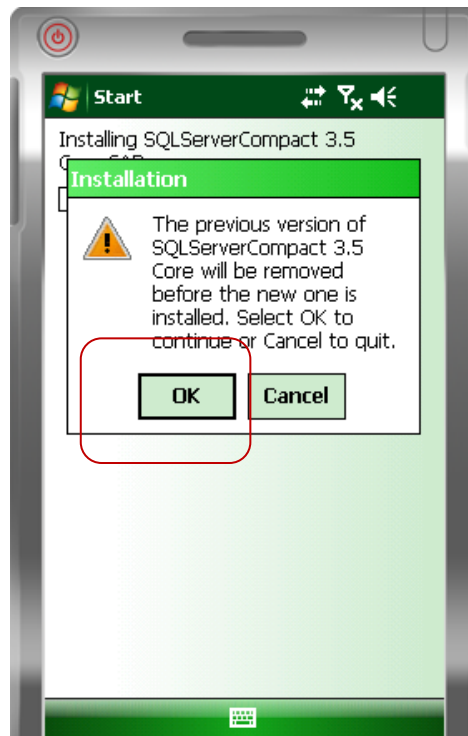 Start
Installing SQLServerCompact 3.5
Installation
The previous version of
SQLServerCompact 3.5
Core will be removed
before the new one is
installed. Select OK to
continue or Cancel to quit.
OK
Cancel